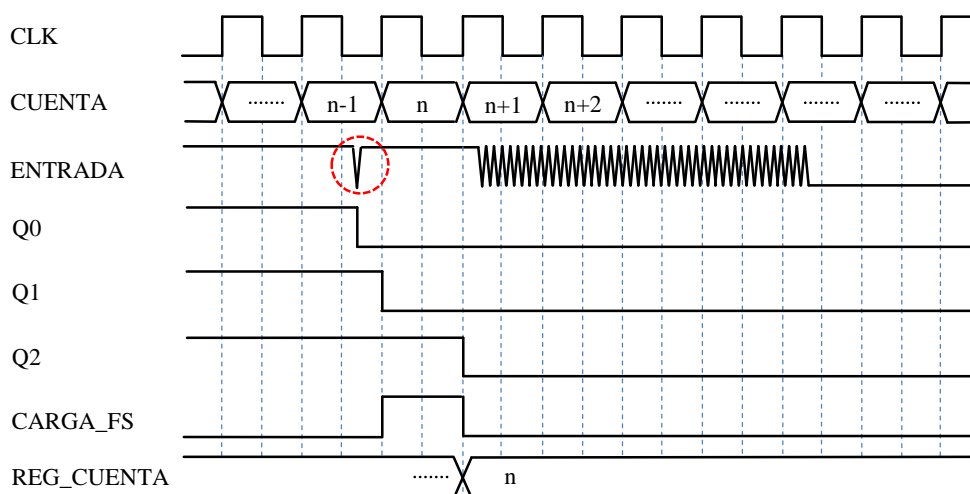 CLK
CUENTA ....... n-1 n n+1 n+2 ....... ....... ....... .......
ENTRADA
Q0
Q1
Q2
CARGA_FS
REG_CUENTA ....... n